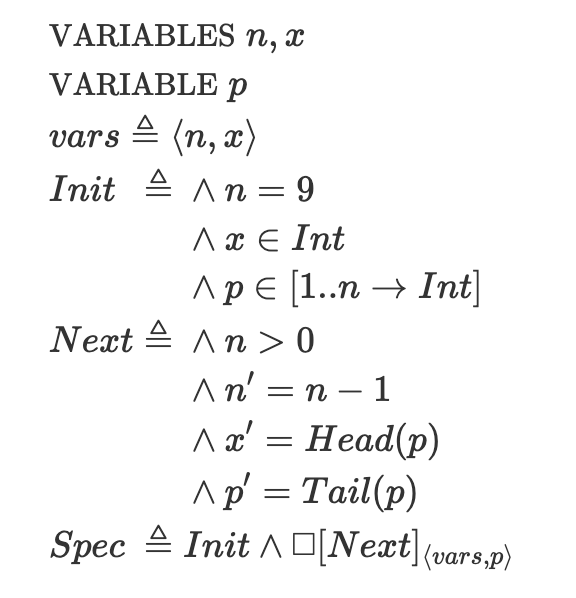 VARIABLES n, x
VARIABLE p
vars ≜ ⟨n, x⟩
Init ≜ ∧ n = 9
∧ x ∈ Int
∧ p ∈ [1..n → Int]
Next ≜ ∧ n > 0
∧ n′ = n − 1
∧ x′ = Head(p)
∧ p′ = Tail(p)
Spec ≜ Init ∧ □[Next]⟨vars,p⟩